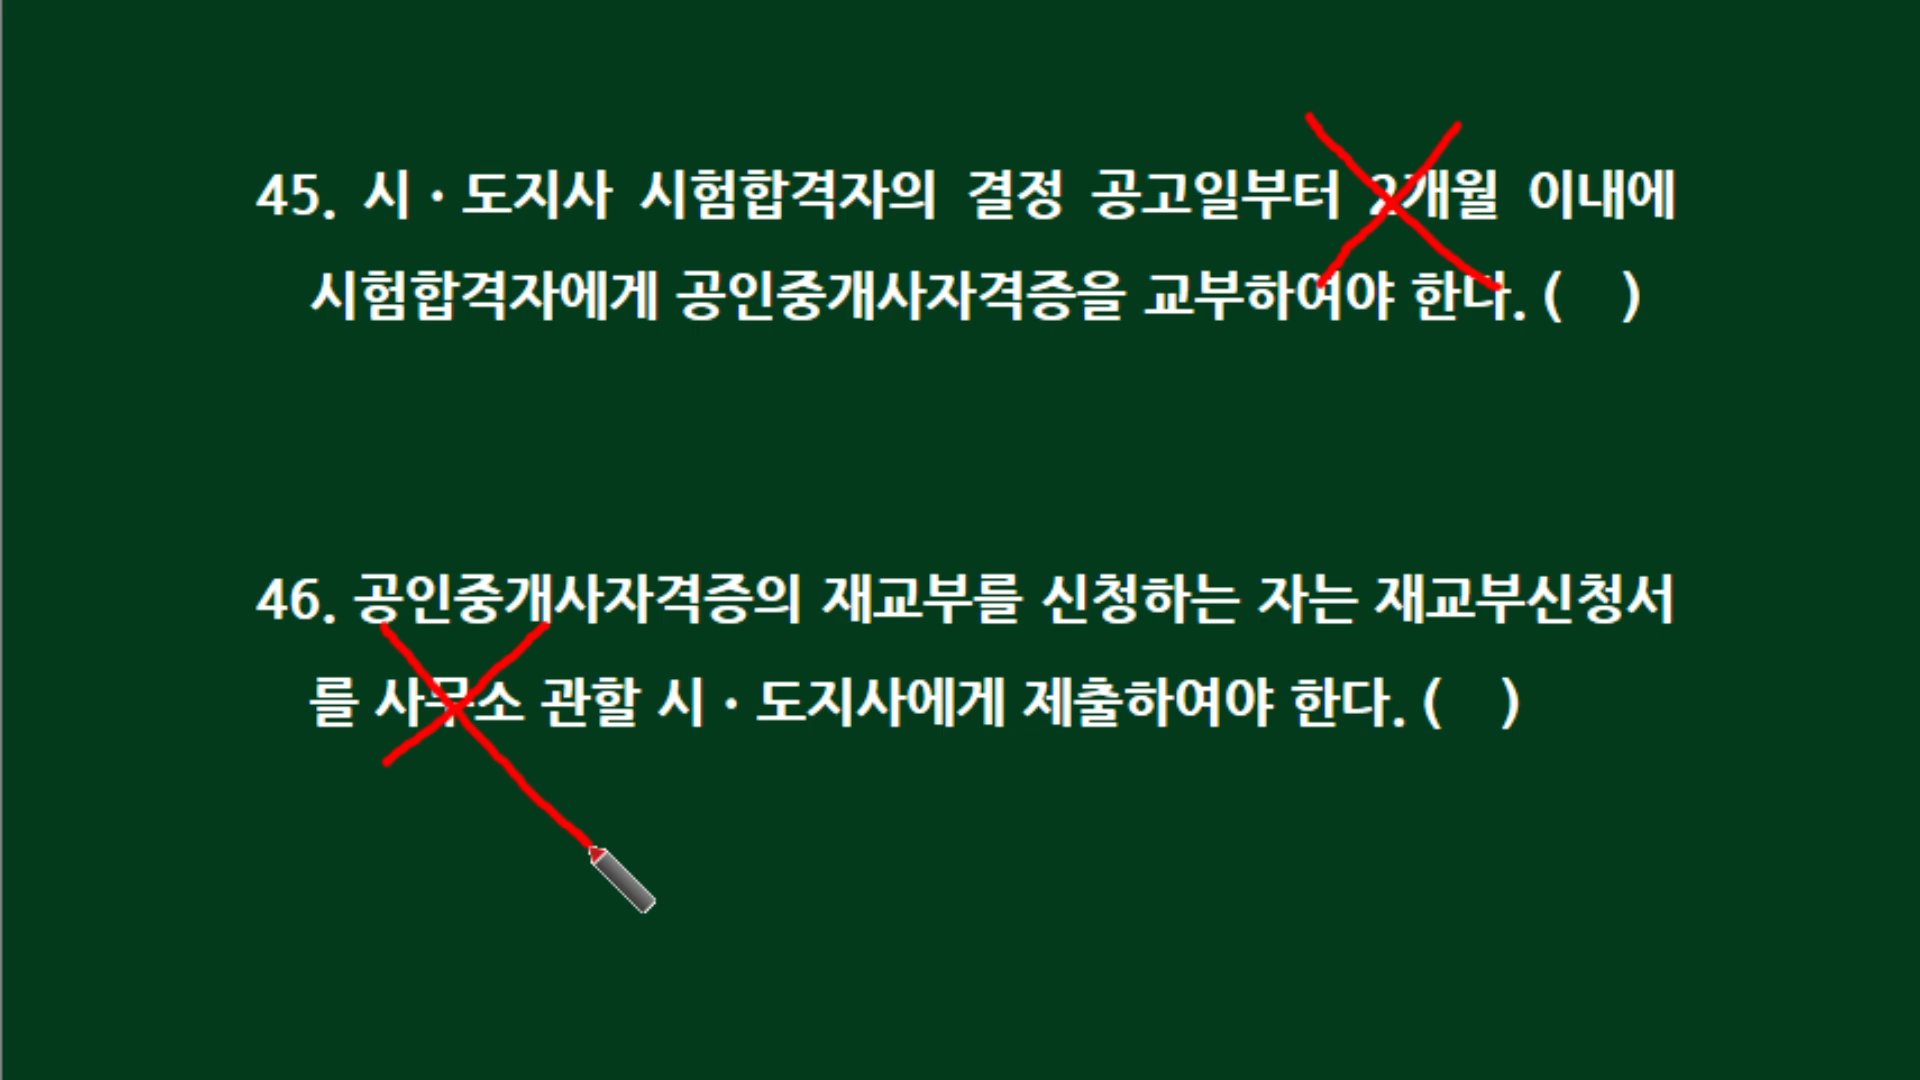 45. 시·도지사 시험합격자의 결정 공고일부터 2개월 이내에
시험합격자에게 공인중개사자격증을 교부하여야 한다. (   )
46. 공인중개사자격증의 재교부를 신청하는 자는 재교부신청서
를 사무소 관할 시·도지사에게 제출하여야 한다. (   )